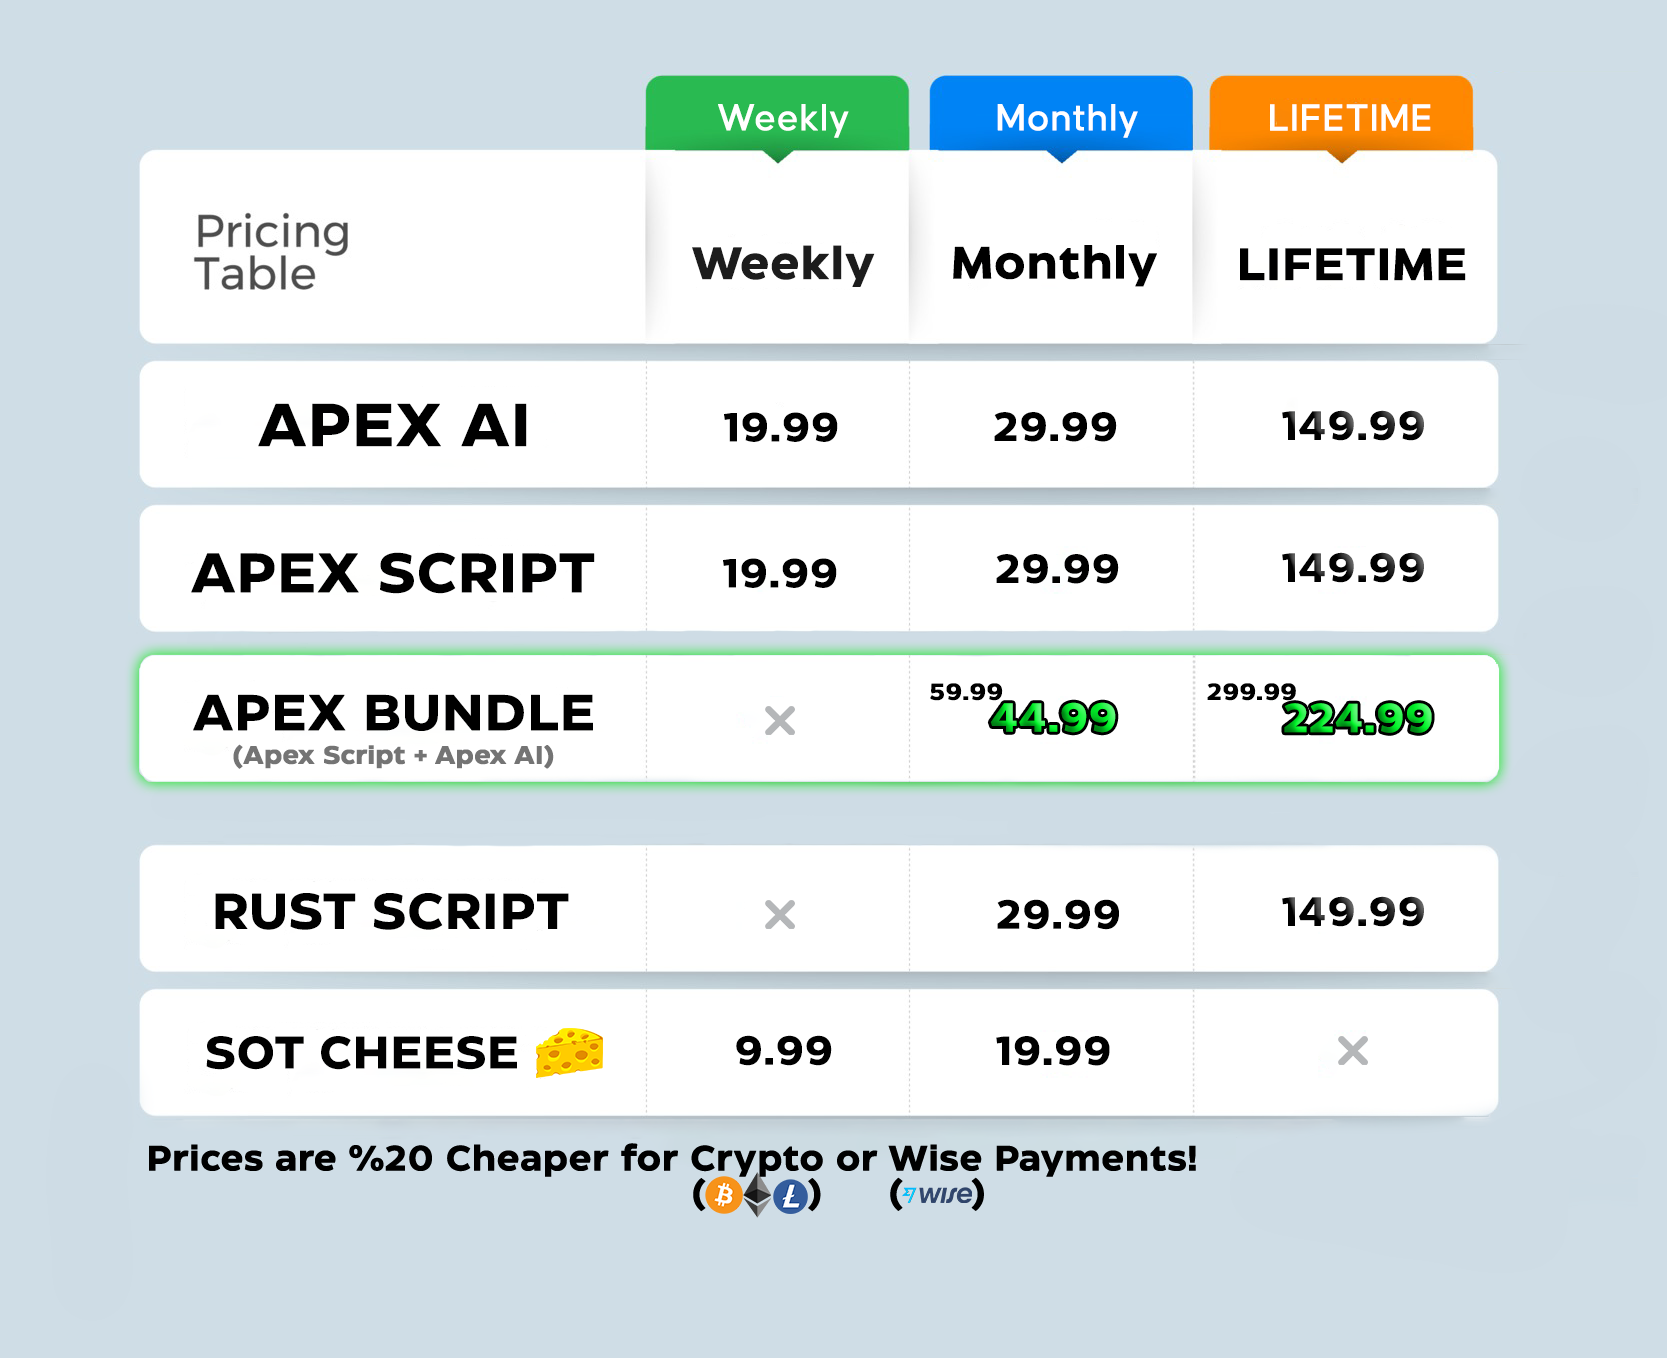 Weekly Monthly LIFETIME
Pricing
Table
Weekly Monthly LIFETIME
APEX AI 19.99 29.99 149.99
APEX SCRIPT 19.99 29.99 149.99
APEX BUNDLE 59.99 44.99 299.99 224.99
(Apex Script + Apex AI)
RUST SCRIPT 29.99 149.99
SOT CHEESE 9.99 19.99
Prices are %20 Cheaper for Crypto or Wise Payments!
(₿ Ł) (wise)